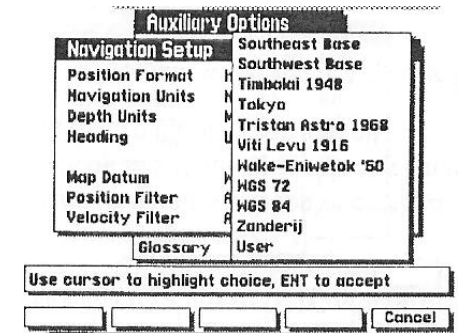 Auxiliary Options
Navigation Setup
Position Format
Navigation Units
Depth Units
Heading
Map Datum
Position Filter
Velocity Filter
Southeast Base
Southwest Base
Timbalai 1948
Tokyo
Tristan Astro 1968
Viti Levu 1916
Wake-Eniwetok '60
WGS 72
WGS 84
Zanderij
User
Glossary
Use cursor to highlight choice, ENT to accept
Cancel